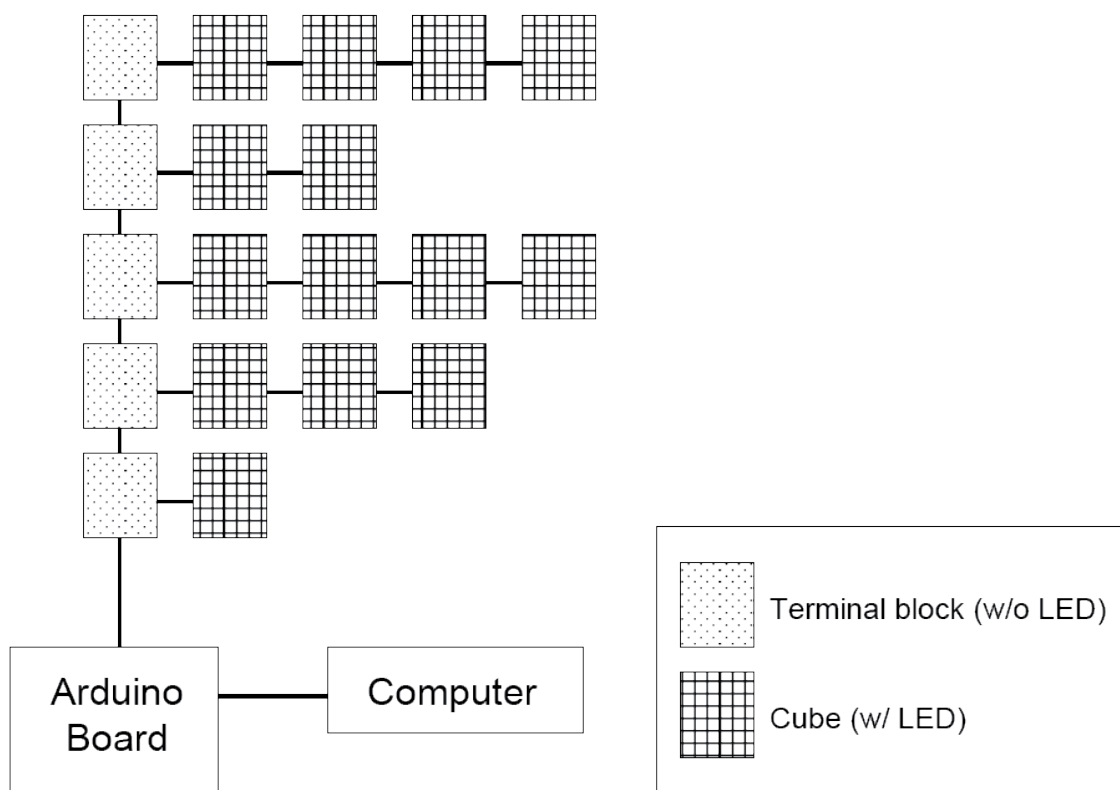 Arduino
Board
Computer
Terminal block (w/o LED)
Cube (w/ LED)